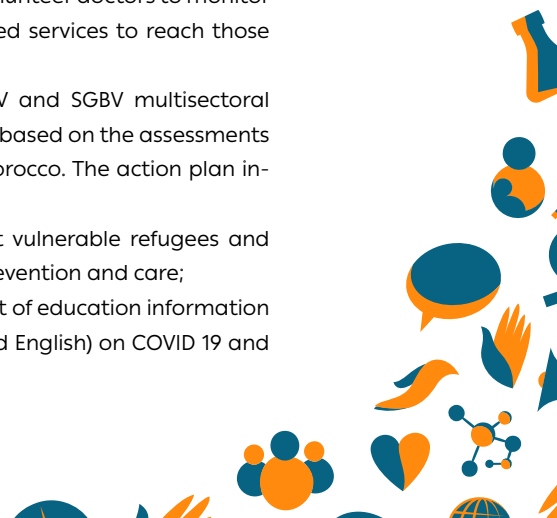 unteer doctors to monitor
ed services to reach those
V and SGBV multisectoral
based on the assessments
orocco. The action plan in-
t vulnerable refugees and
evention and care;
t of education information
d English) on COVID 19 and